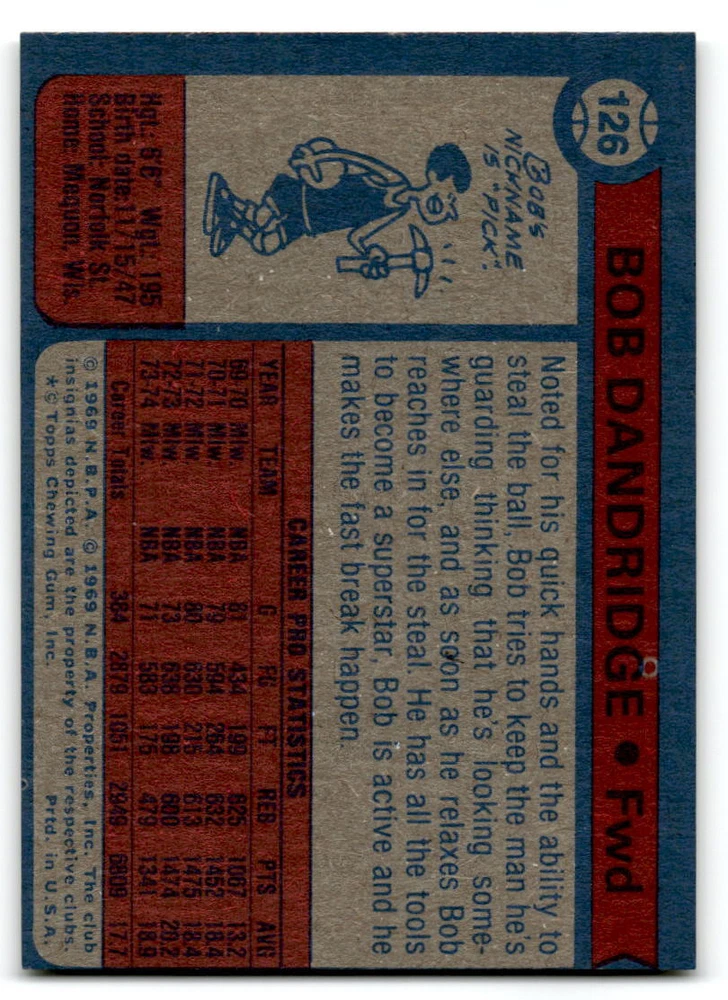 126
BOB DANDRIDGE • Fwd
BOB'S
NICKNAME
IS "PICK".
Hgt: 6'6" Wgt: 195
Birth date: 11/15/47
School: Norfolk St.
Home: Mequon, Wis.
Noted for his quick hands and the ability to
steal the ball, Bob tries to keep the man he's
guarding thinking that he's looking some-
where else, and as soon as he relaxes Bob
reaches in for the steal. He has all the tools
to become a superstar, Bob is active and he
makes the fast break happen.
CAREER PRO STATISTICS
YEAR TEAM G FG FT REB PTS AVG
69-70 Mlw. NBA 81 434 199 625 1067 13.2
70-71 Mlw. NBA 79 594 264 632 1452 18.4
71-72 Mlw. NBA 80 630 215 613 1475 18.4
72-73 Mlw. NBA 73 638 198 600 1474 20.2
73-74 Mlw. NBA 71 583 175 479 1341 18.9
Career Totals 384 2879 1051 2949 6809 17.7
© 1969 N.B.P.A. © 1969 N.B.A. Properties, Inc. The club
insignias depicted are the property of the respective clubs.
*© Topps Chewing Gum, Inc. Prtd. in U.S.A.